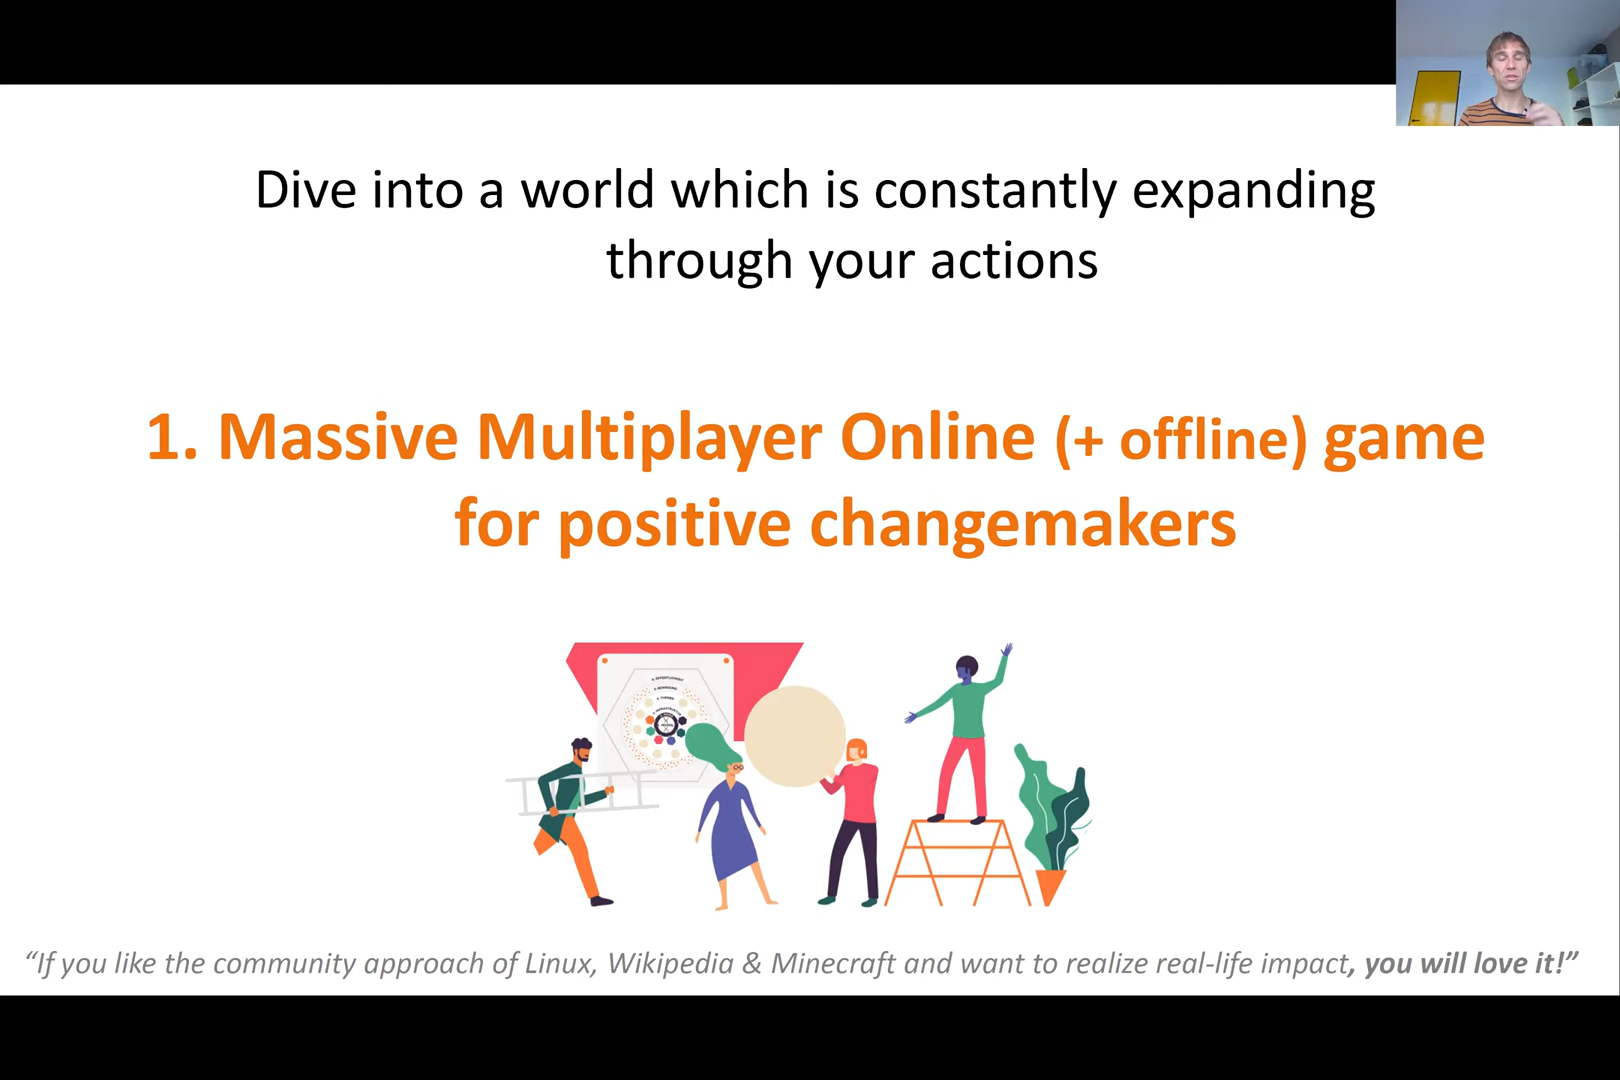 Dive into a world which is constantly expanding
through your actions
1. Massive Multiplayer Online (+ offline) game
for positive changemakers
“If you like the community approach of Linux, Wikipedia & Minecraft and want to realize real-life impact, you will love it!”